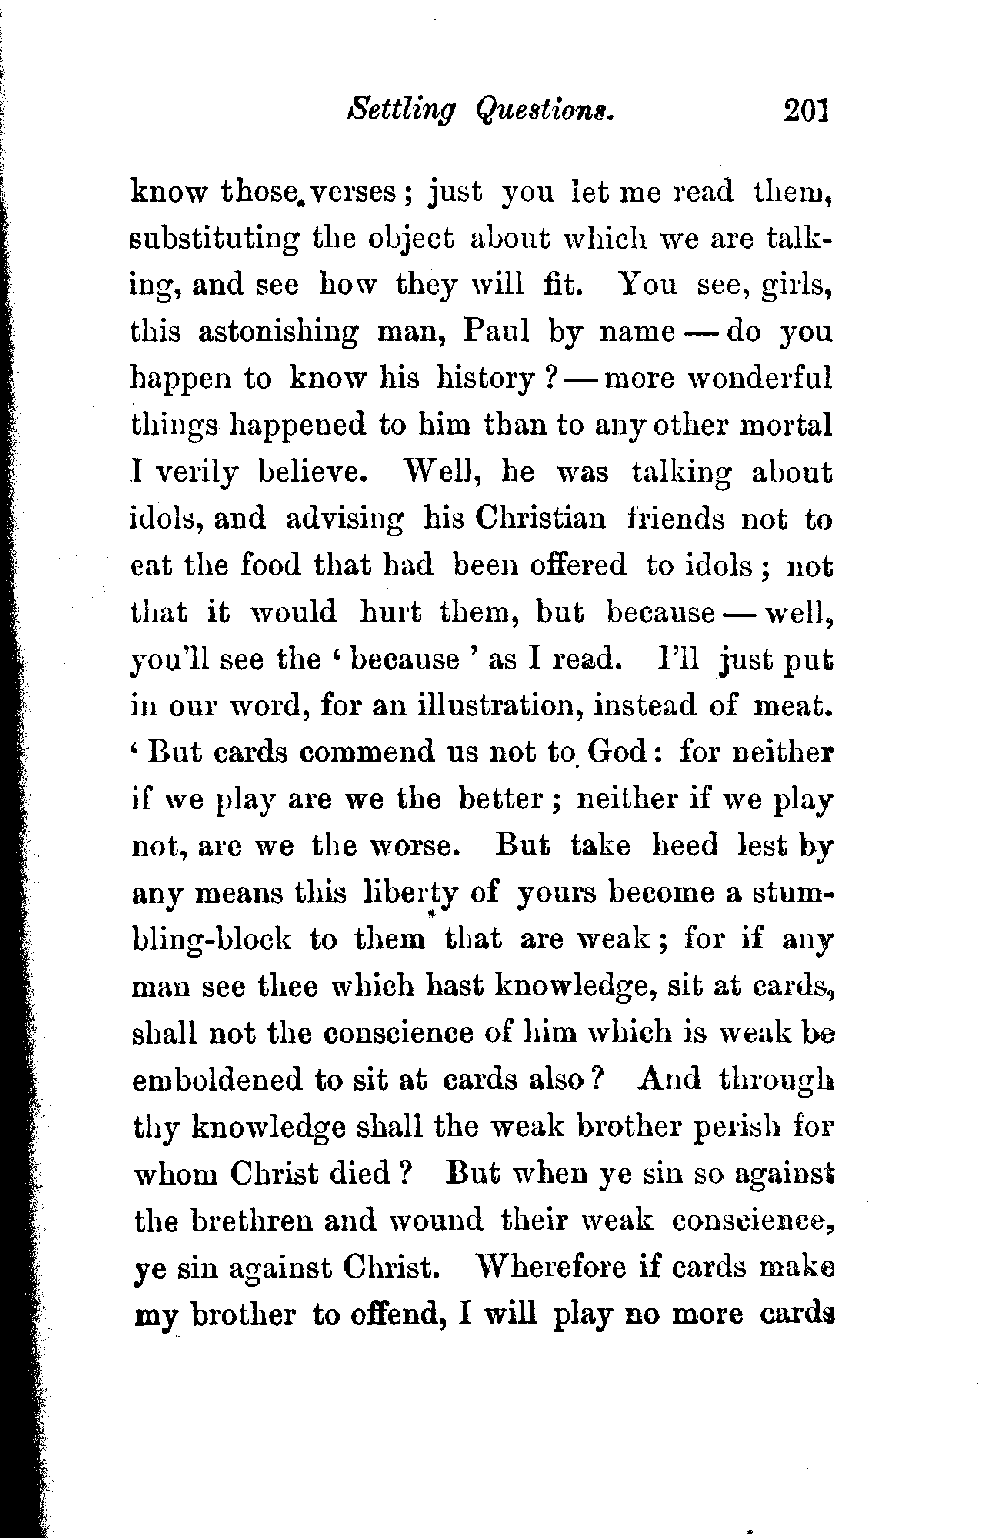 Settling Questions. 201
know those verses; just you let me read them,
substituting the object about which we are talk-
ing, and see how they will fit. You see, girls,
this astonishing man, Paul by name — do you
happen to know his history? — more wonderful
things happened to him than to any other mortal
I verily believe. Well, he was talking about
idols, and advising his Christian friends not to
eat the food that had been offered to idols; not
that it would hurt them, but because — well,
you'll see the ‘because’ as I read. I'll just put
in our word, for an illustration, instead of meat.
‘But cards commend us not to God: for neither
if we play are we the better; neither if we play
not, are we the worse. But take heed lest by
any means this liberty of yours become a stum-
bling-block to them that are weak; for if any
man see thee which hast knowledge, sit at cards,
shall not the conscience of him which is weak be
emboldened to sit at cards also? And through
thy knowledge shall the weak brother perish for
whom Christ died? But when ye sin so against
the brethren and wound their weak conscience,
ye sin against Christ. Wherefore if cards make
my brother to offend, I will play no more cards